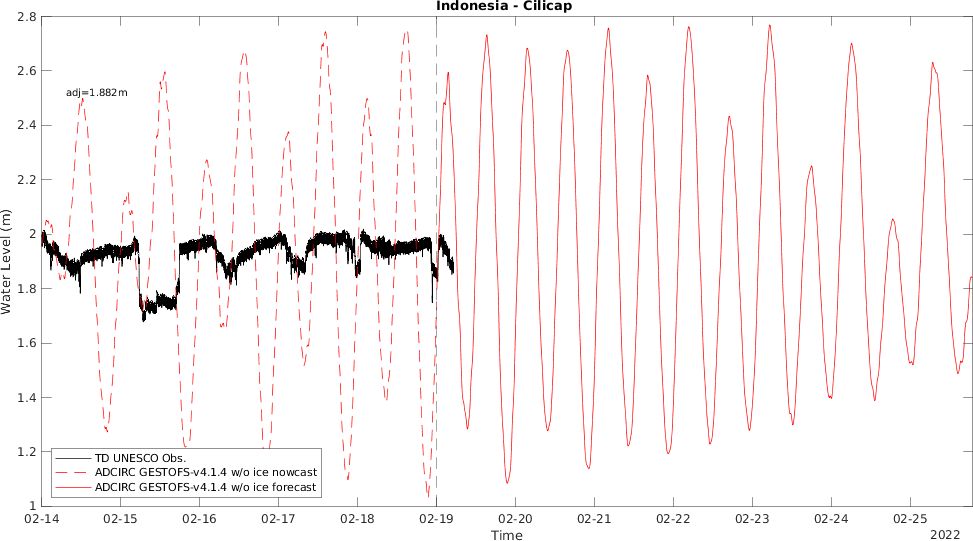 Indonesia - Cilicap
2.8
2.6
adj=1.882m
2.4
2.2
2
Water Level (m)
1.8
1.6
1.4
1.2
1
TD UNESCO Obs.
ADCIRC GESTOFS-v4.1.4 w/o ice nowcast
ADCIRC GESTOFS-v4.1.4 w/o ice forecast
02-14 02-15 02-16 02-17 02-18 02-19 02-20 02-21 02-22 02-23 02-24 02-25
Time
2022